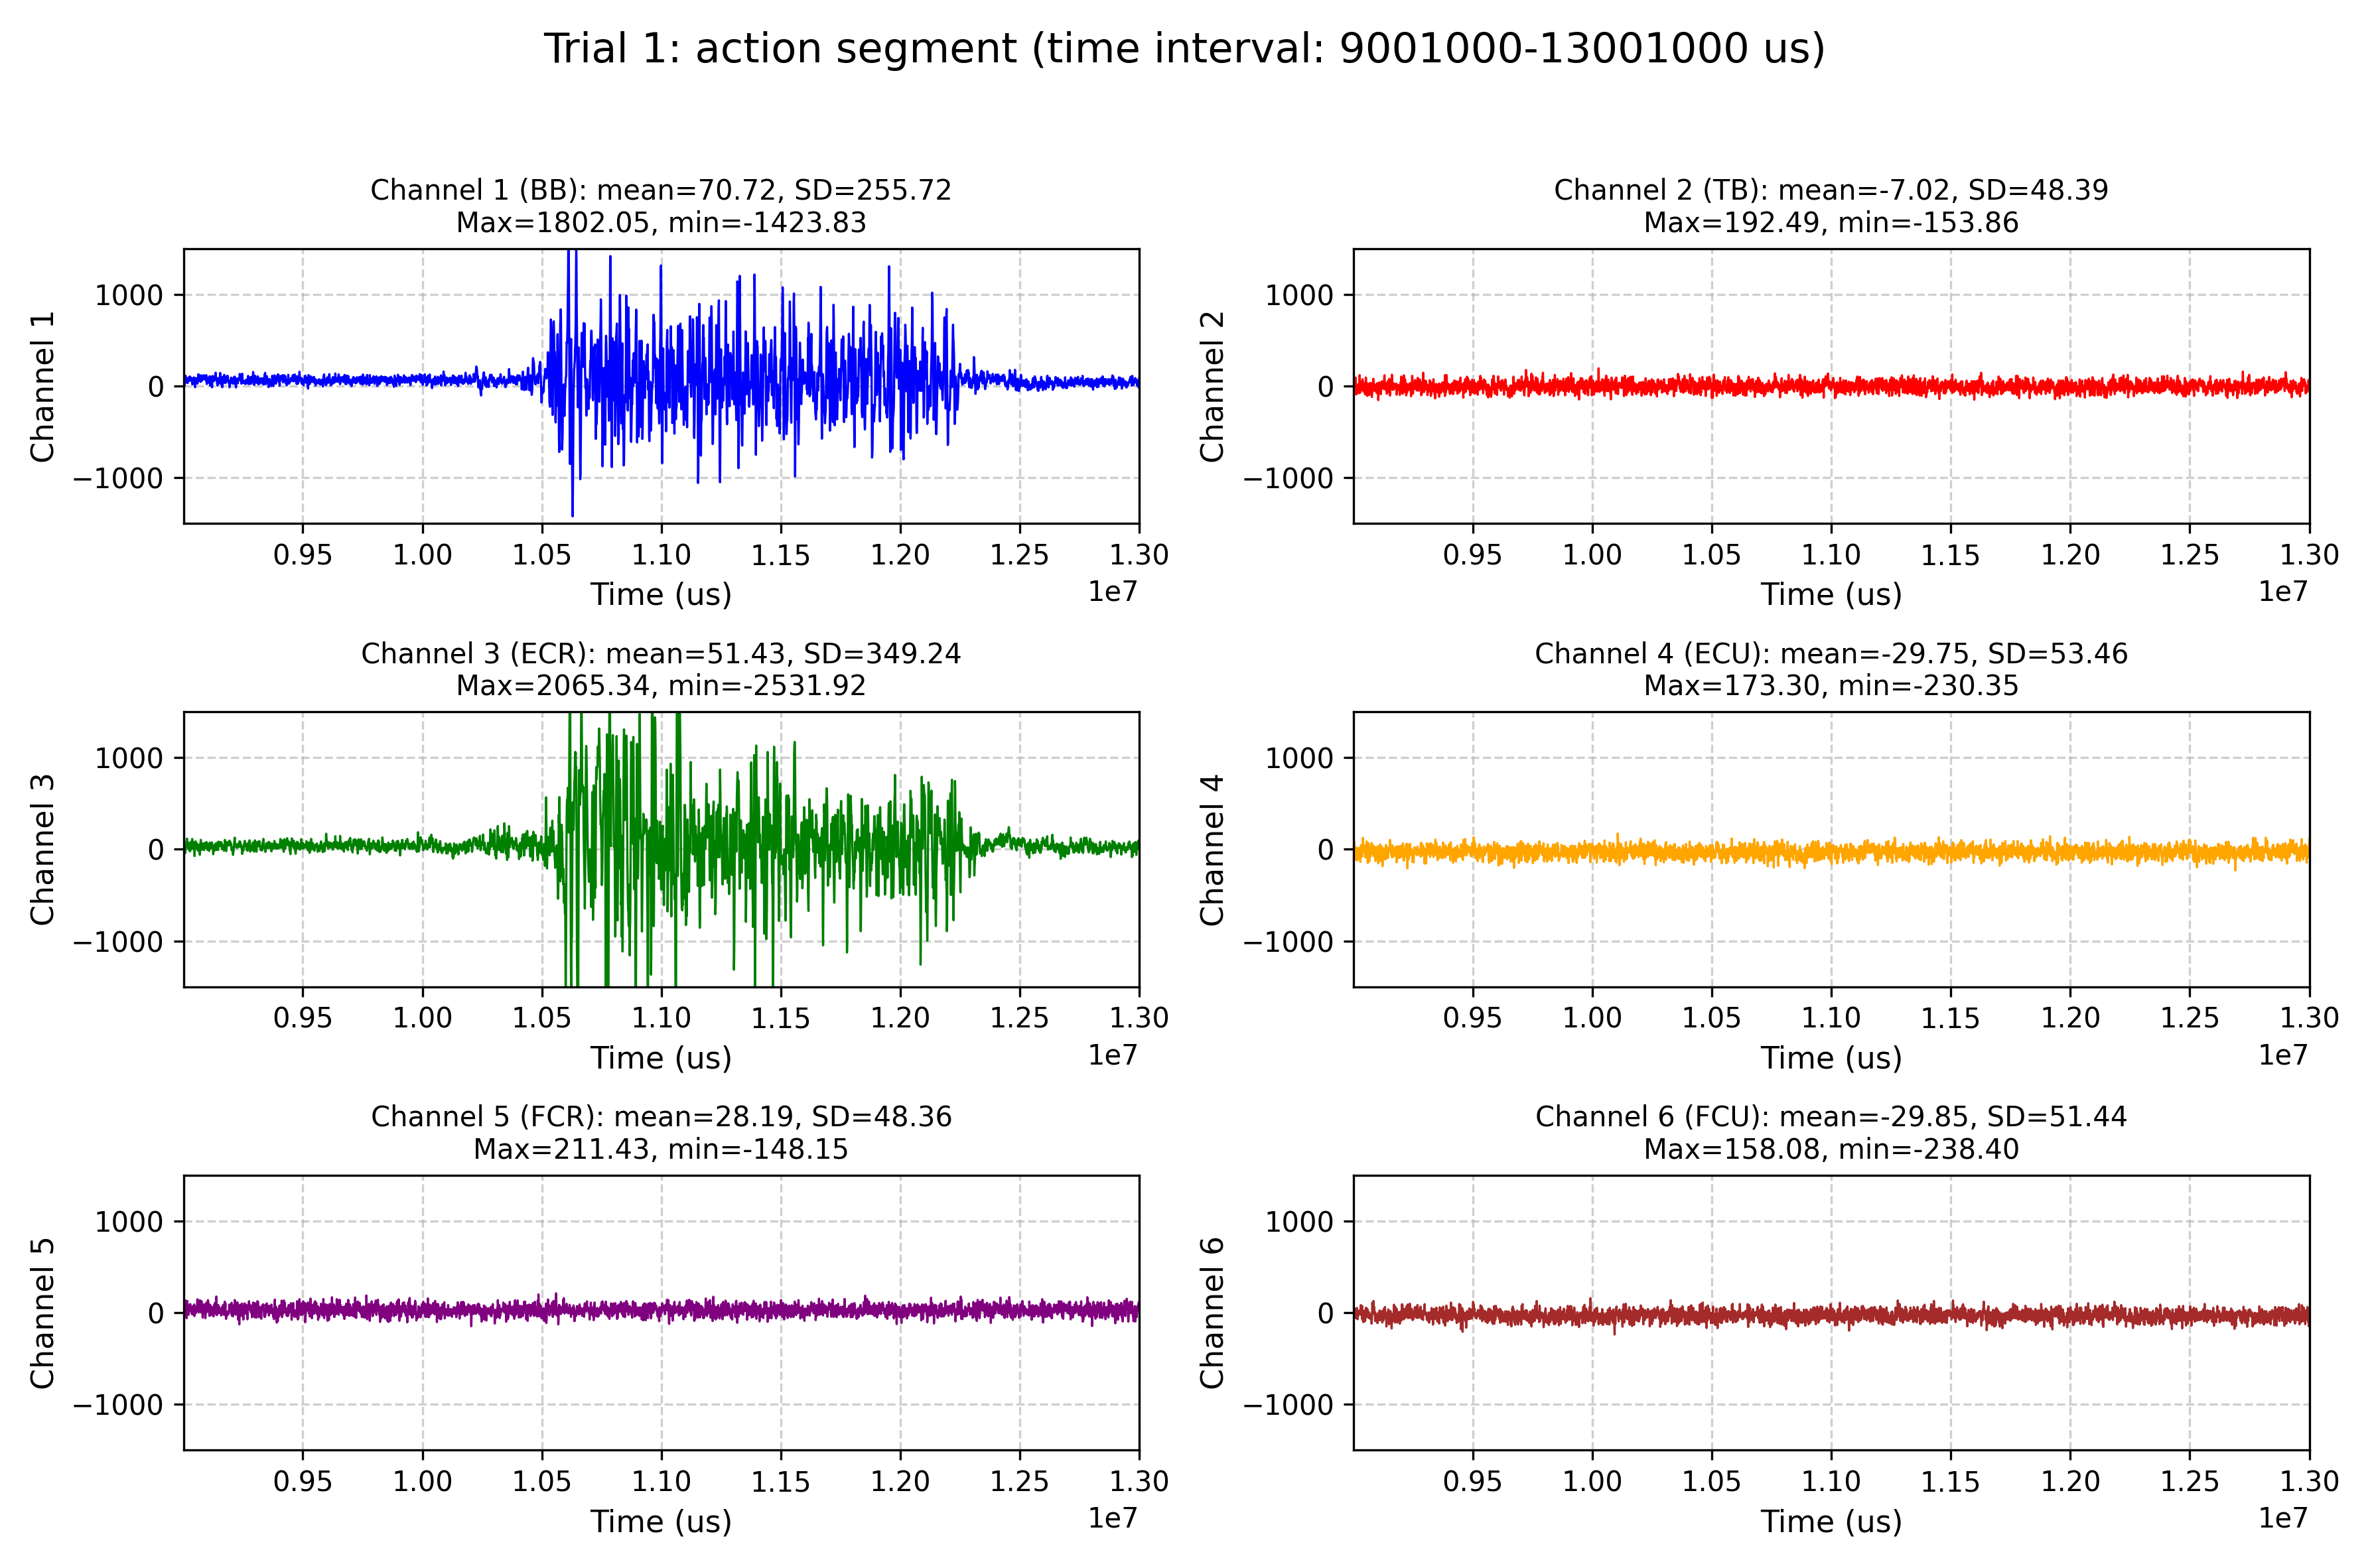 Trial 1: action segment (time interval: 9001000-13001000 us)
Channel 1 (BB): mean=70.72, SD=255.72
Max=1802.05, min=-1423.83
Channel 1
1000
0
−1000
0.95 1.00 1.05 1.10 1.15 1.20 1.25 1.30
Time (us)
1e7
Channel 2 (TB): mean=-7.02, SD=48.39
Max=192.49, min=-153.86
Channel 2
1000
0
−1000
0.95 1.00 1.05 1.10 1.15 1.20 1.25 1.30
Time (us)
1e7
Channel 3 (ECR): mean=51.43, SD=349.24
Max=2065.34, min=-2531.92
Channel 3
1000
0
−1000
0.95 1.00 1.05 1.10 1.15 1.20 1.25 1.30
Time (us)
1e7
Channel 4 (ECU): mean=-29.75, SD=53.46
Max=173.30, min=-230.35
Channel 4
1000
0
−1000
0.95 1.00 1.05 1.10 1.15 1.20 1.25 1.30
Time (us)
1e7
Channel 5 (FCR): mean=28.19, SD=48.36
Max=211.43, min=-148.15
Channel 5
1000
0
−1000
0.95 1.00 1.05 1.10 1.15 1.20 1.25 1.30
Time (us)
1e7
Channel 6 (FCU): mean=-29.85, SD=51.44
Max=158.08, min=-238.40
Channel 6
1000
0
−1000
0.95 1.00 1.05 1.10 1.15 1.20 1.25 1.30
Time (us)
1e7